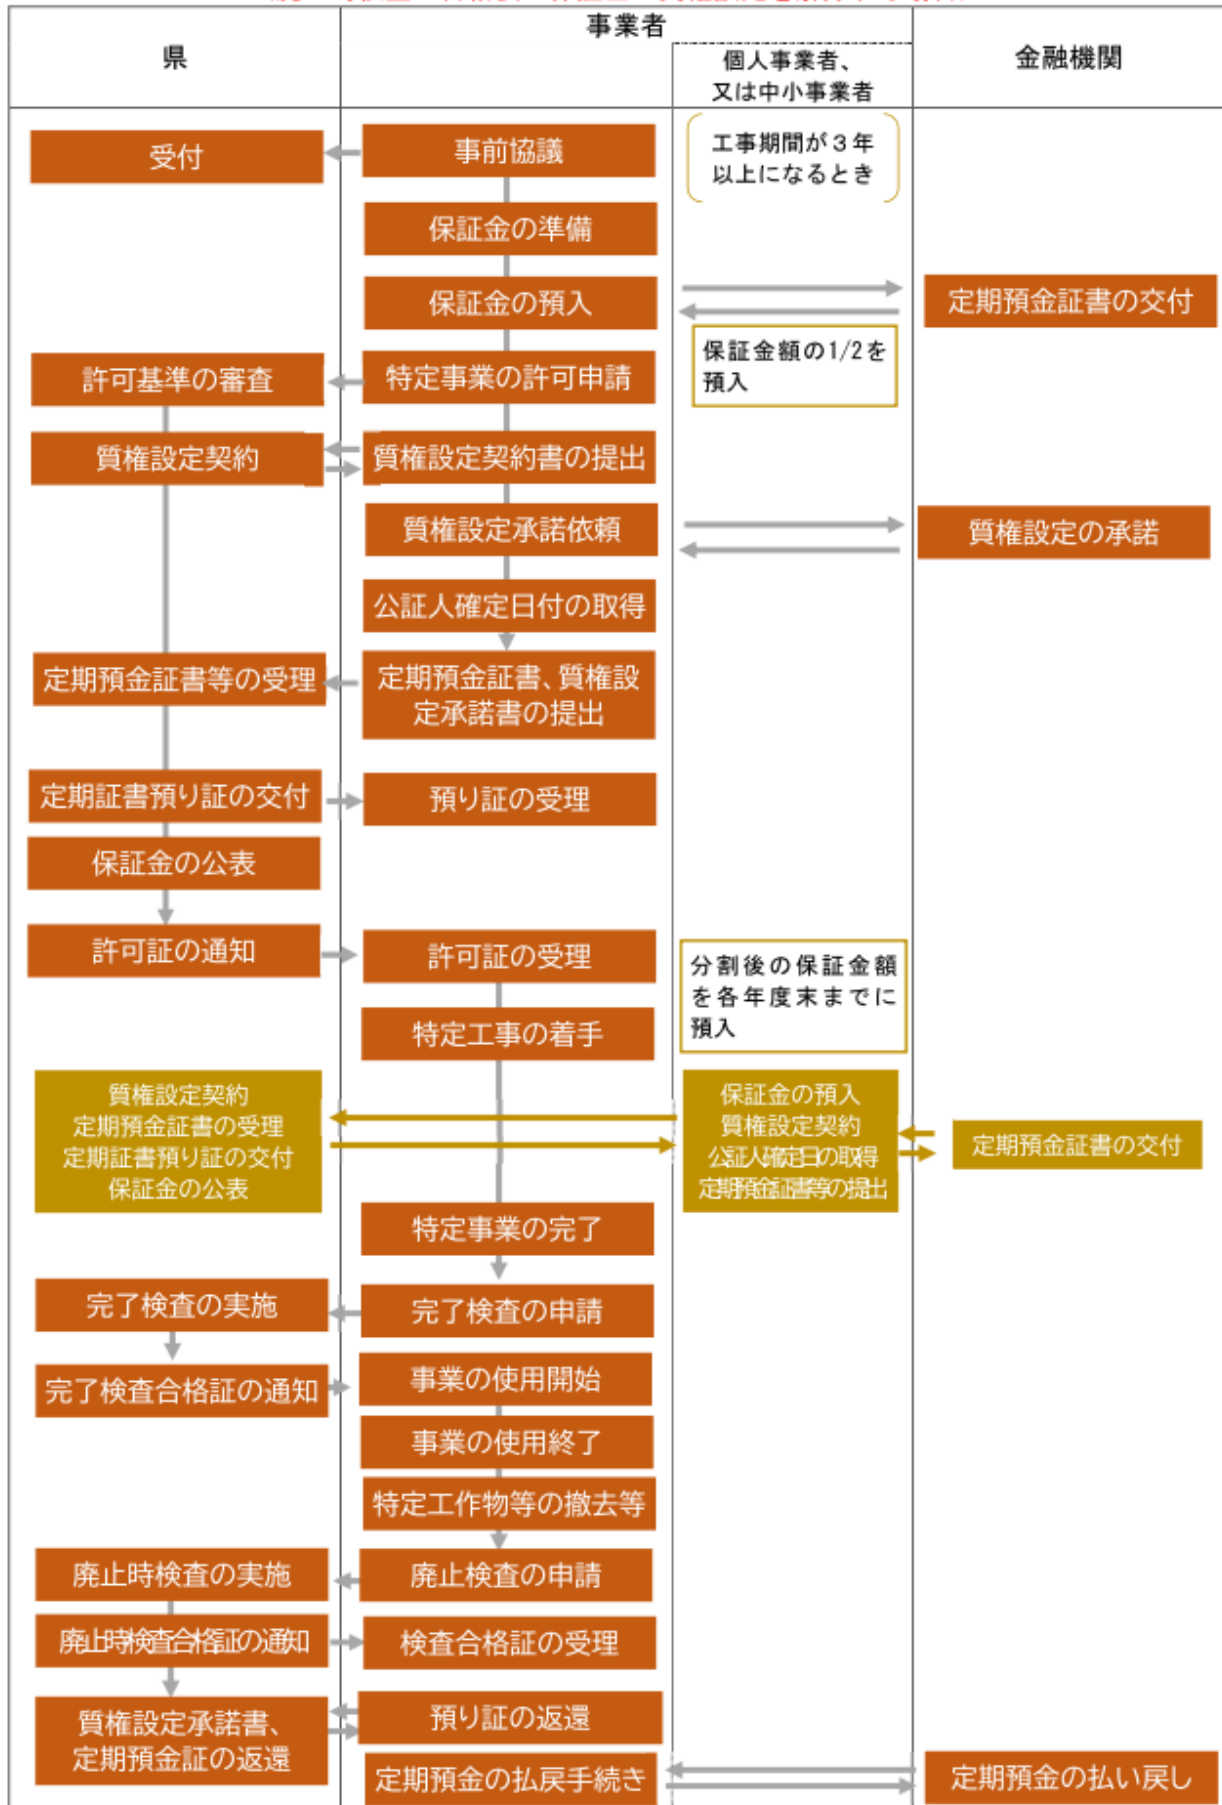 事業者
県
個人事業者、
又は中小事業者
金融機関
受付
事前協議
工事期間が３年
以上になるとき
保証金の準備
保証金の預入
定期預金証書の交付
保証金額の1/2を
預入
許可基準の審査
特定事業の許可申請
質権設定契約
質権設定契約書の提出
質権設定承諾依頼
質権設定の承諾
公証人確定日付の取得
定期預金証書等の受理
定期預金証書、質権設
定承諾書の提出
定期証書預り証の交付
預り証の受理
保証金の公表
許可証の通知
許可証の受理
分割後の保証金額
を各年度末までに
預入
特定工事の着手
質権設定契約
定期預金証書の受理
定期証書預り証の交付
保証金の公表
保証金の預入
質権設定契約
公証人確定日の取得
定期預金証書等の提出
定期預金証書の交付
特定事業の完了
完了検査の実施
完了検査の申請
完了検査合格証の通知
事業の使用開始
事業の使用終了
特定工作物等の撤去等
廃止時検査の実施
廃止検査の申請
廃止時検査合格証の通知
検査合格証の受理
質権設定承諾書、
定期預金証の返還
預り証の返還
定期預金の払戻手続き
定期預金の払い戻し